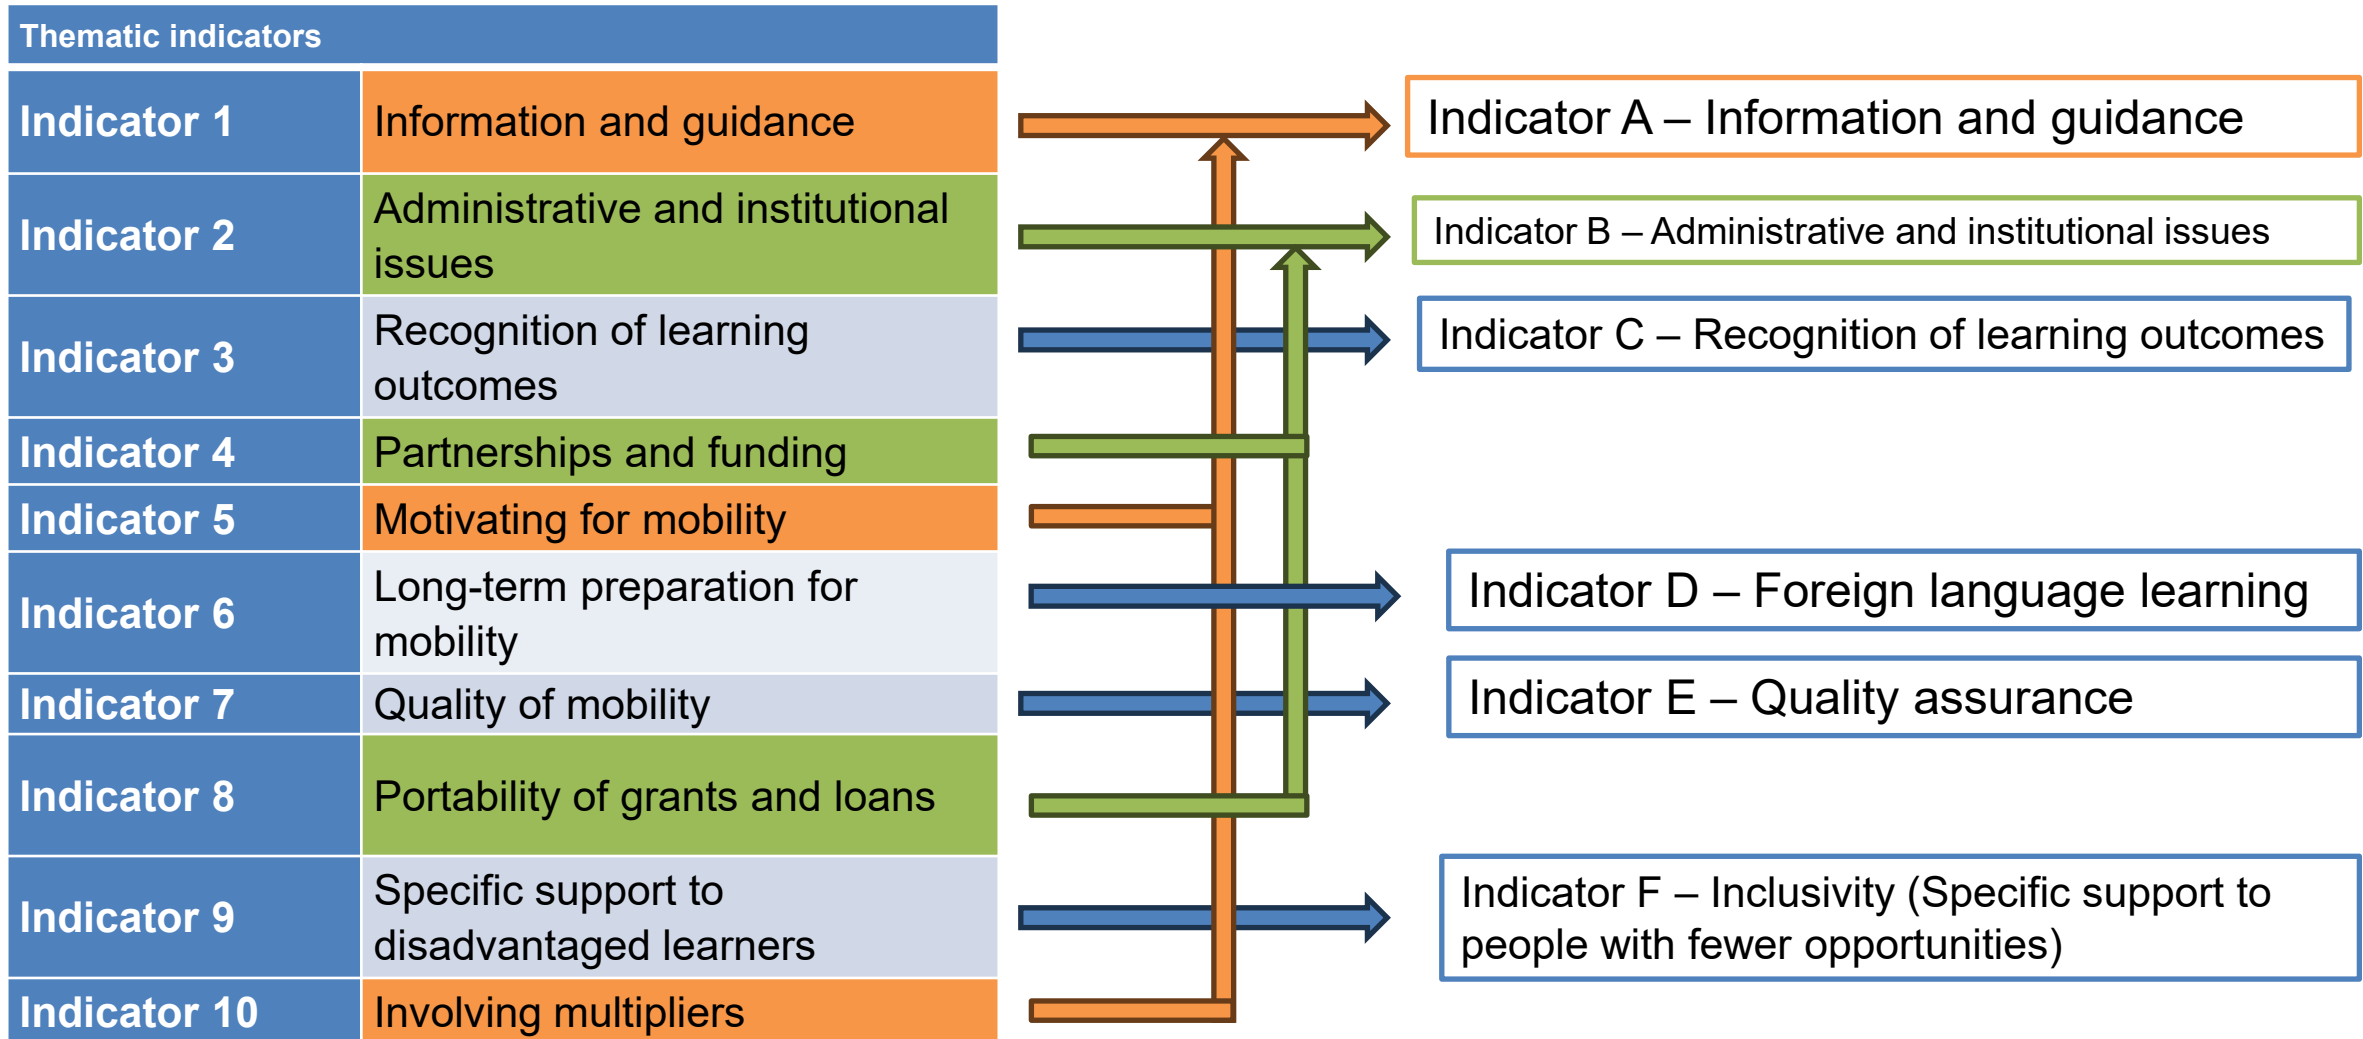 Thematic indicators
Indicator 1
Information and guidance
Indicator 2
Administrative and institutional
issues
Indicator 3
Recognition of learning
outcomes
Indicator 4
Partnerships and funding
Indicator 5
Motivating for mobility
Indicator 6
Long-term preparation for
mobility
Indicator 7
Quality of mobility
Indicator 8
Portability of grants and loans
Indicator 9
Specific support to
disadvantaged learners
Indicator 10
Involving multipliers
Indicator A – Information and guidance
Indicator B – Administrative and institutional issues
Indicator C – Recognition of learning outcomes
Indicator D – Foreign language learning
Indicator E – Quality assurance
Indicator F – Inclusivity (Specific support to
people with fewer opportunities)